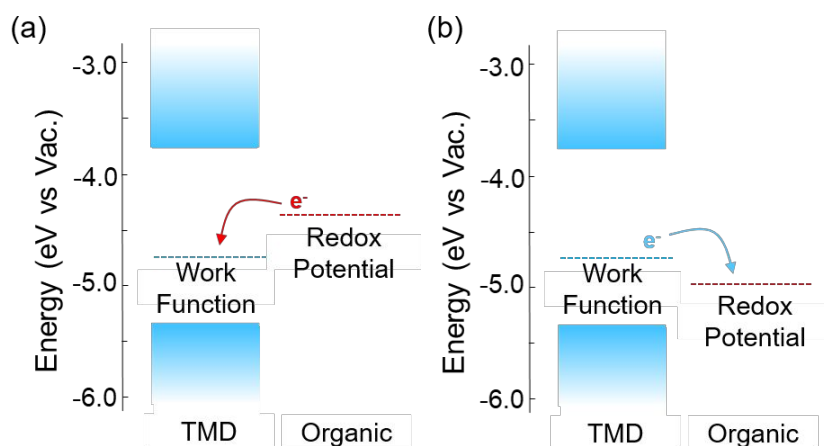 (a)
Energy (eV vs Vac.)
-3.0
-4.0
-5.0
-6.0
e-
Work
Function
Redox
Potential
TMD
Organic
(b)
Energy (eV vs Vac.)
-3.0
-4.0
-5.0
-6.0
e-
Work
Function
Redox
Potential
TMD
Organic